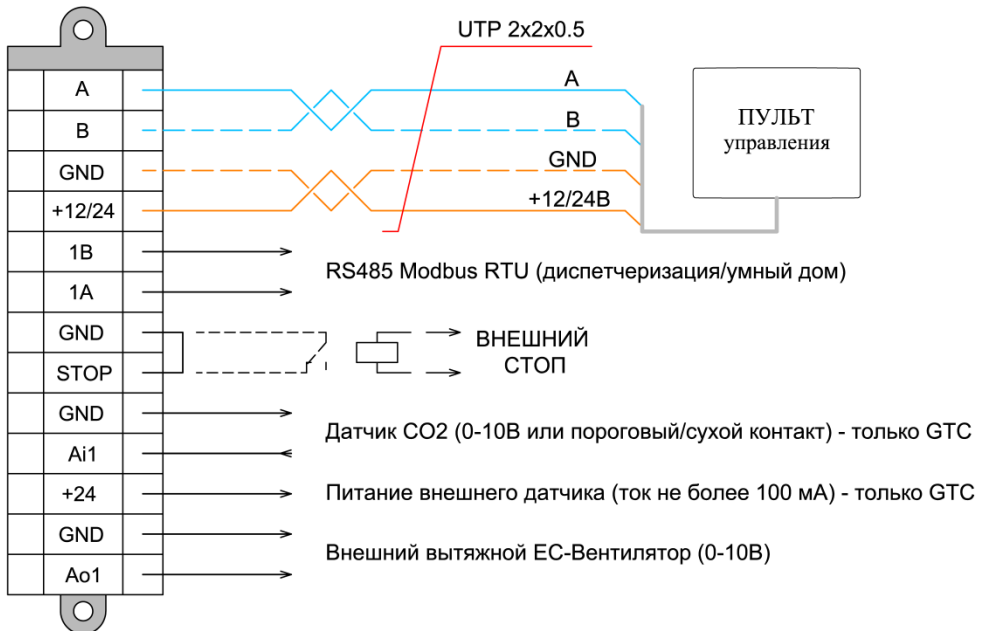 UTP 2x2x0.5
A
A
ПУЛЬТ
управления
B
B
GND
GND
+12/24
+12/24В
1B
RS485 Modbus RTU (диспетчеризация/умный дом)
1A
GND
ВНЕШНИЙ
СТОП
STOP
GND
Датчик СО2 (0-10В или пороговый/сухой контакт) - только GTC
Ai1
+24
Питание внешнего датчика (ток не более 100 мА) - только GTC
GND
Внешний вытяжной ЕС-Вентилятор (0-10В)
Ao1